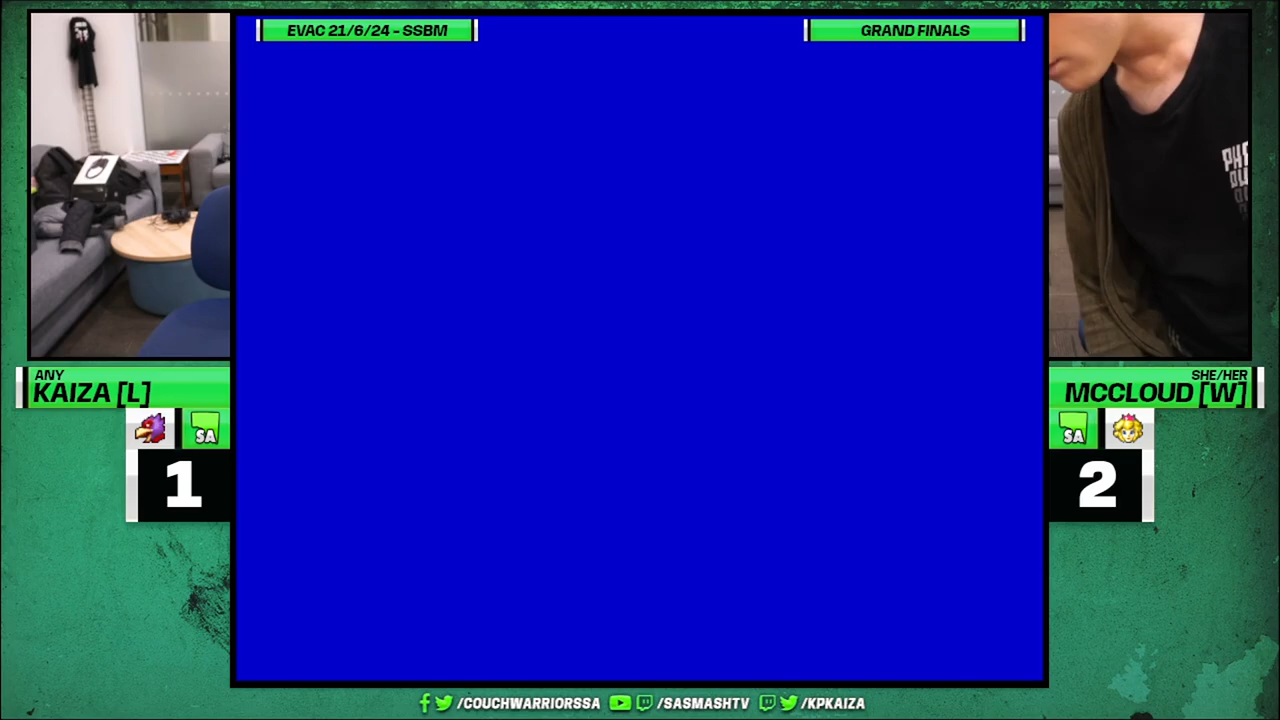 EVAC 21/6/24 - SSBM
GRAND FINALS
ANY
KAIZA [L]
SHE/HER
MCCLOUD [W]
SA
SA
1
2
/COUCHWARRIORSSA /SASMASHTV /KPKAIZA